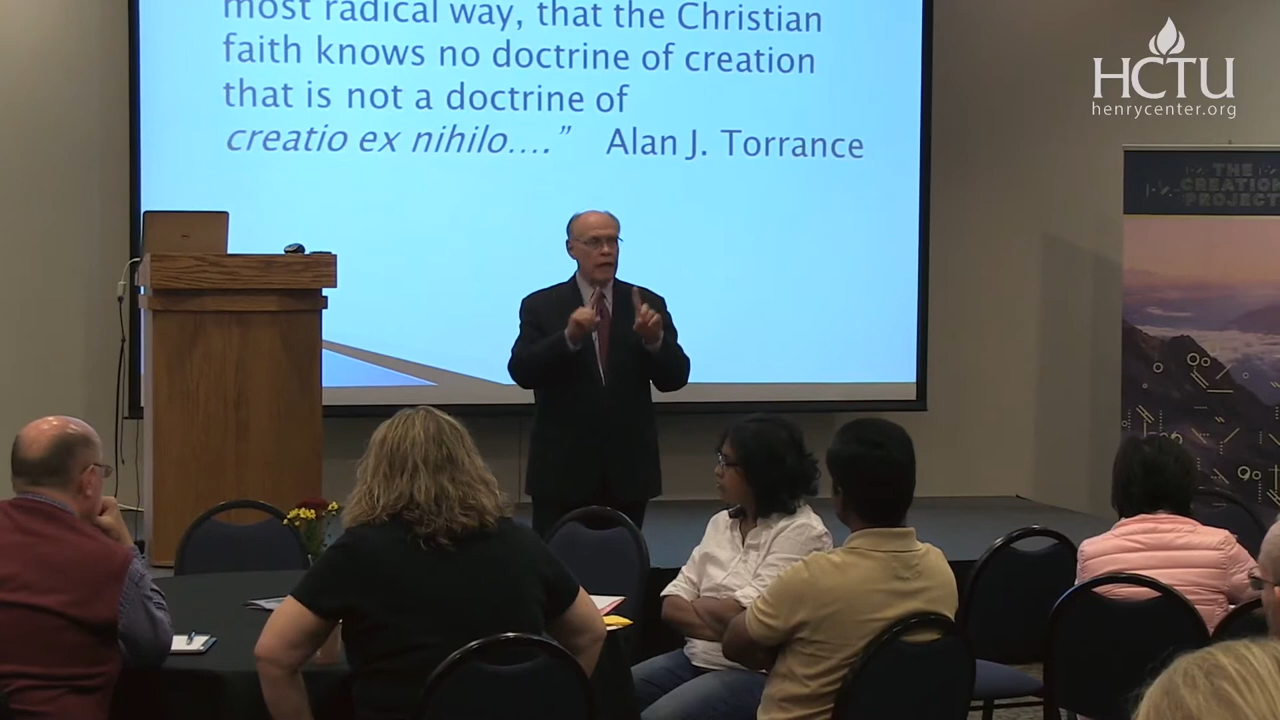 most radical way, that the Christian
faith knows no doctrine of creation
that is not a doctrine of
creatio ex nihilo...." Alan J. Torrance
HCTU
henrycenter.org
THE
CREATION
PROJECT